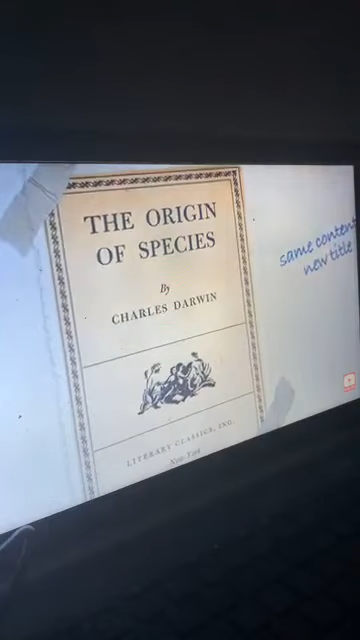 THE ORIGIN
OF SPECIES
By
CHARLES DARWIN
LITERARY CLASSICS, INC.
New York
same content
new title